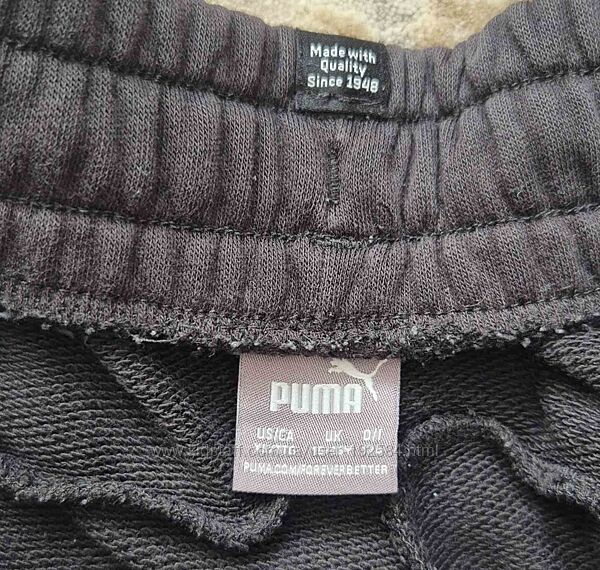 Made with
Quality
Since 1948
PUMA
US/CA
UK
PUMA.COM/FOREVERBETTER